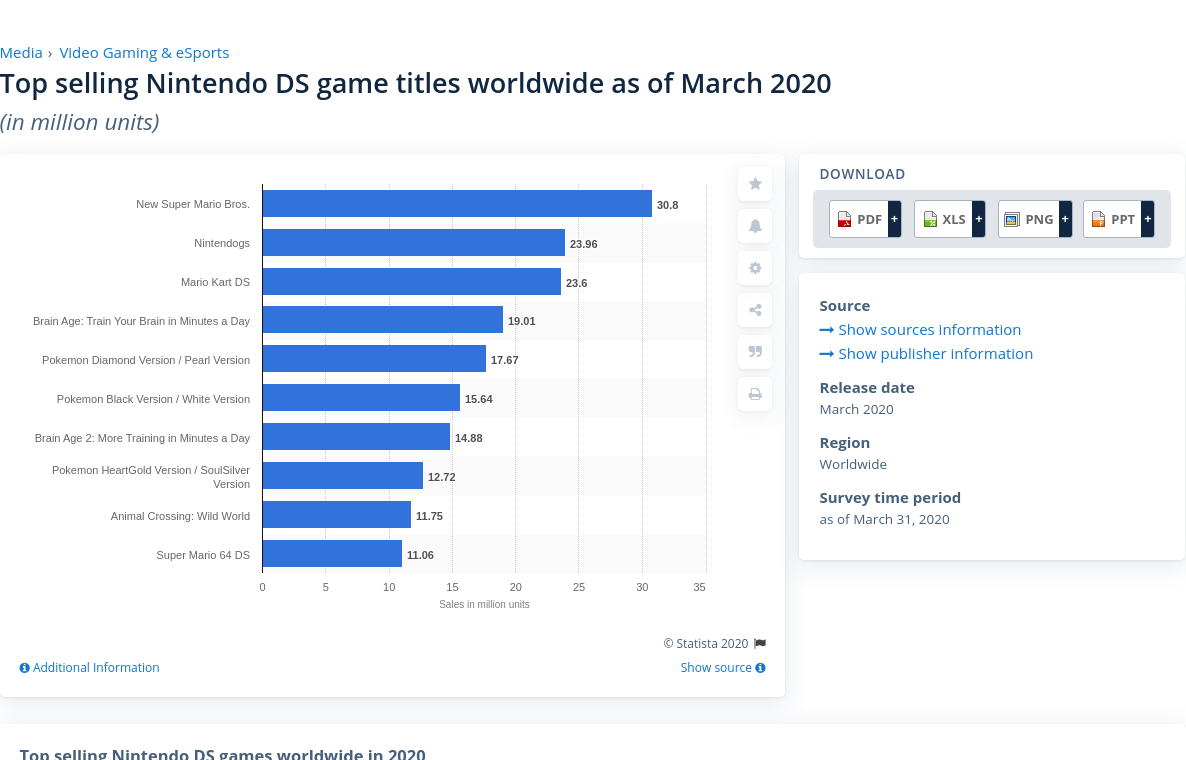 Media › Video Gaming & eSports
Top selling Nintendo DS game titles worldwide as of March 2020
(in million units)
New Super Mario Bros. 30.8
Nintendogs 23.96
Mario Kart DS 23.6
Brain Age: Train Your Brain in Minutes a Day 19.01
Pokemon Diamond Version / Pearl Version 17.67
Pokemon Black Version / White Version 15.64
Brain Age 2: More Training in Minutes a Day 14.88
Pokemon HeartGold Version / SoulSilver
Version 12.72
Animal Crossing: Wild World 11.75
Super Mario 64 DS 11.06
0 5 10 15 20 25 30 35
Sales in million units
© Statista 2020
Additional Information
Show source
DOWNLOAD
PDF + XLS + PNG + PPT +
Source
Show sources information
Show publisher information
Release date
March 2020
Region
Worldwide
Survey time period
as of March 31, 2020
Top selling Nintendo DS games worldwide in 2020